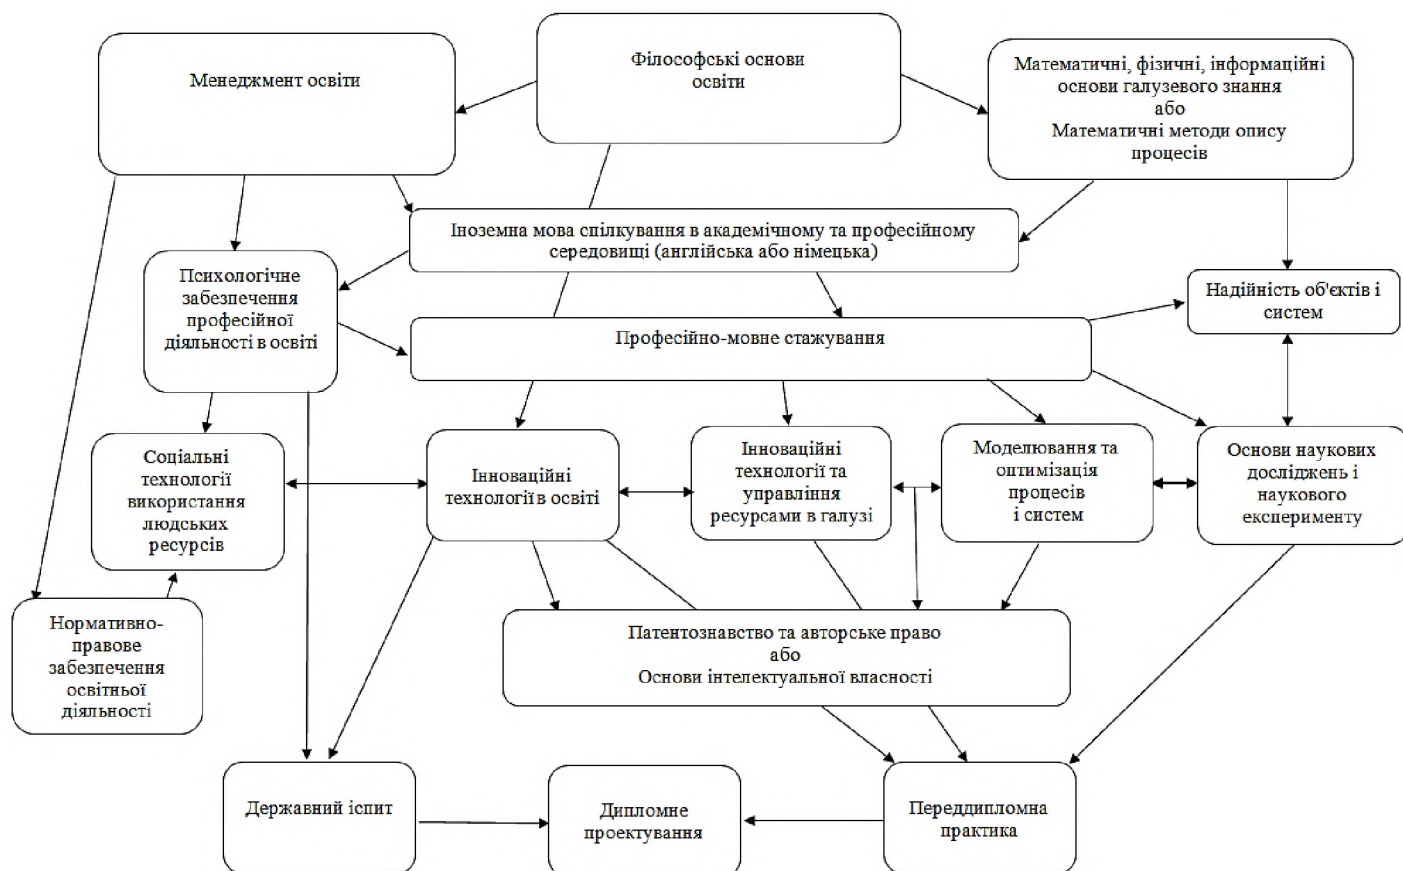 Менеджмент освіти
Філософські основи
освіти
Математичні, фізичні, інформаційні
основи галузевого знання
або
Математичні методи опису
процесів
Іноземна мова спілкування в академічному та професійному
середовищі (англійська або німецька)
Психологічне
забезпечення
професійної
діяльності в освіті
Надійність об'єктів і
систем
Професійно-мовне стажування
Соціальні
технології
використання
людських
ресурсів
Інноваційні
технології в освіті
Інноваційні
технології та
управління
ресурсами в галузі
Моделювання та
оптимізація
процесів
і систем
Основи наукових
досліджень і
наукового
експерименту
Нормативно-
правове
забезпечення
освітньої
діяльності
Патентознавство та авторське право
або
Основи інтелектуальної власності
Державний іспит
Дипломне
проектування
Переддипломна
практика